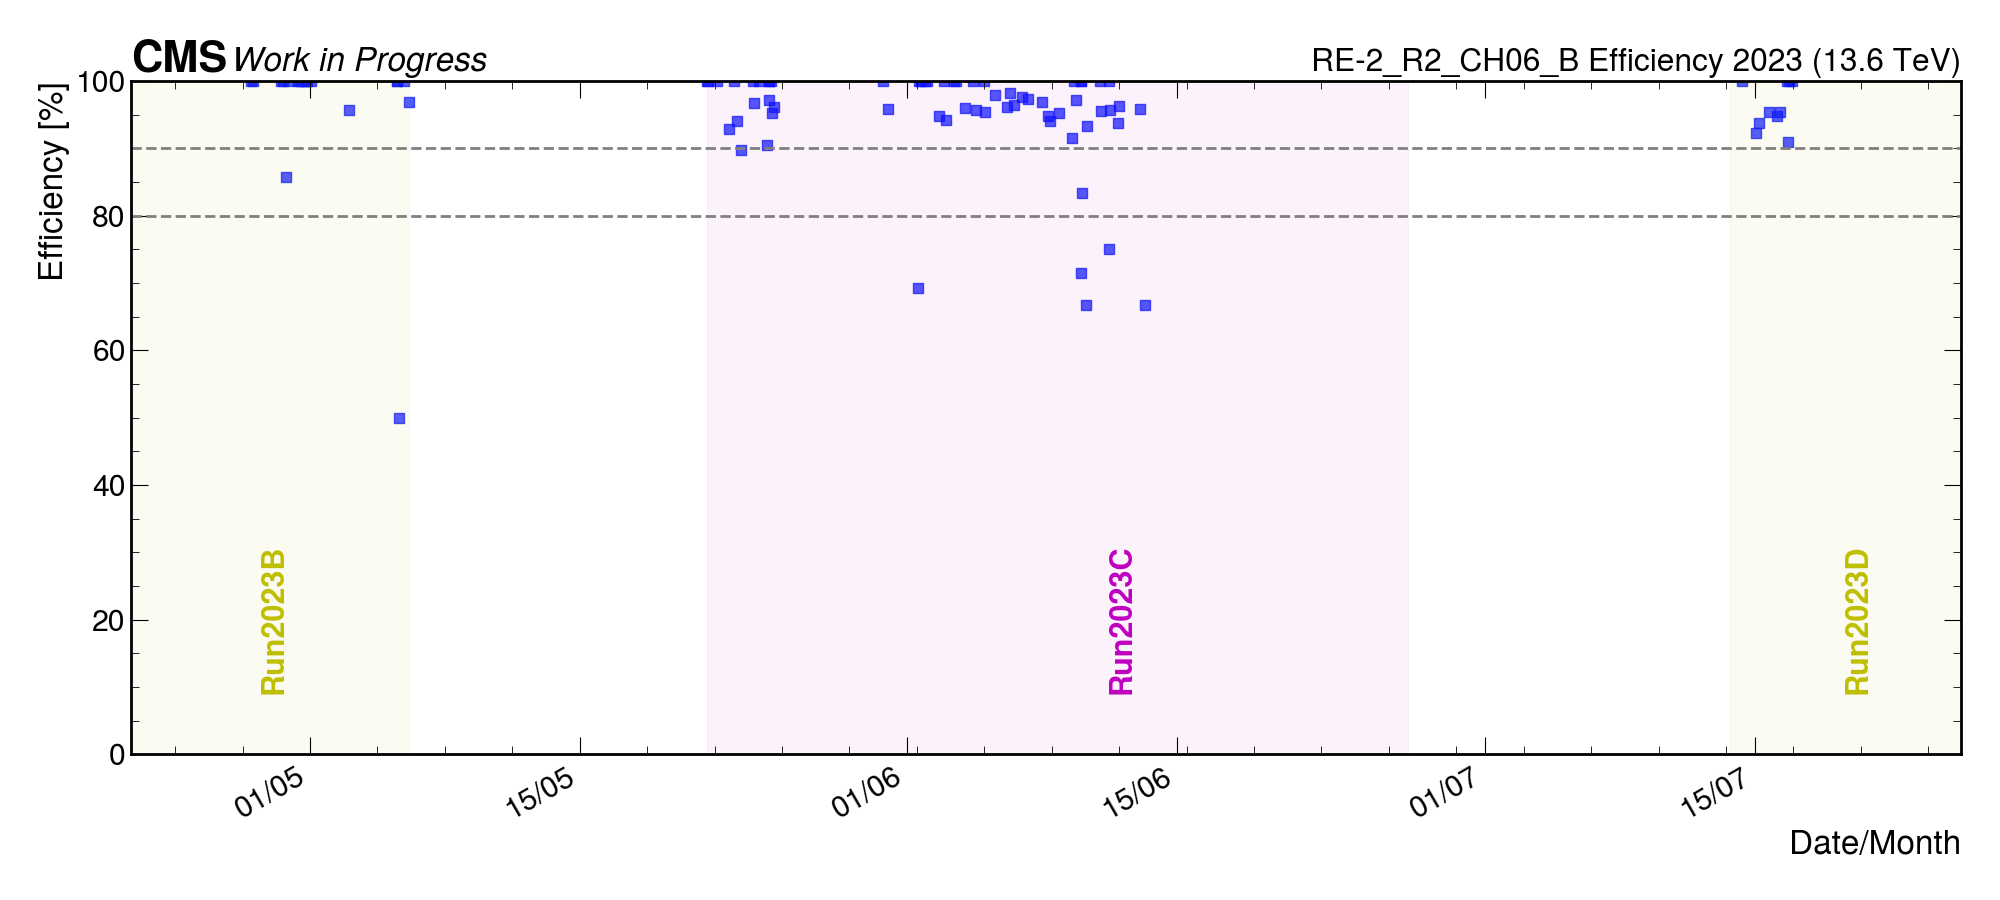 CMS Work in Progress
RE-2_R2_CH06_B Efficiency 2023 (13.6 TeV)
Efficiency [%]
100
80
60
40
20
0
Run2023B
Run2023C
Run2023D
01/05
15/05
01/06
15/06
01/07
15/07
Date/Month